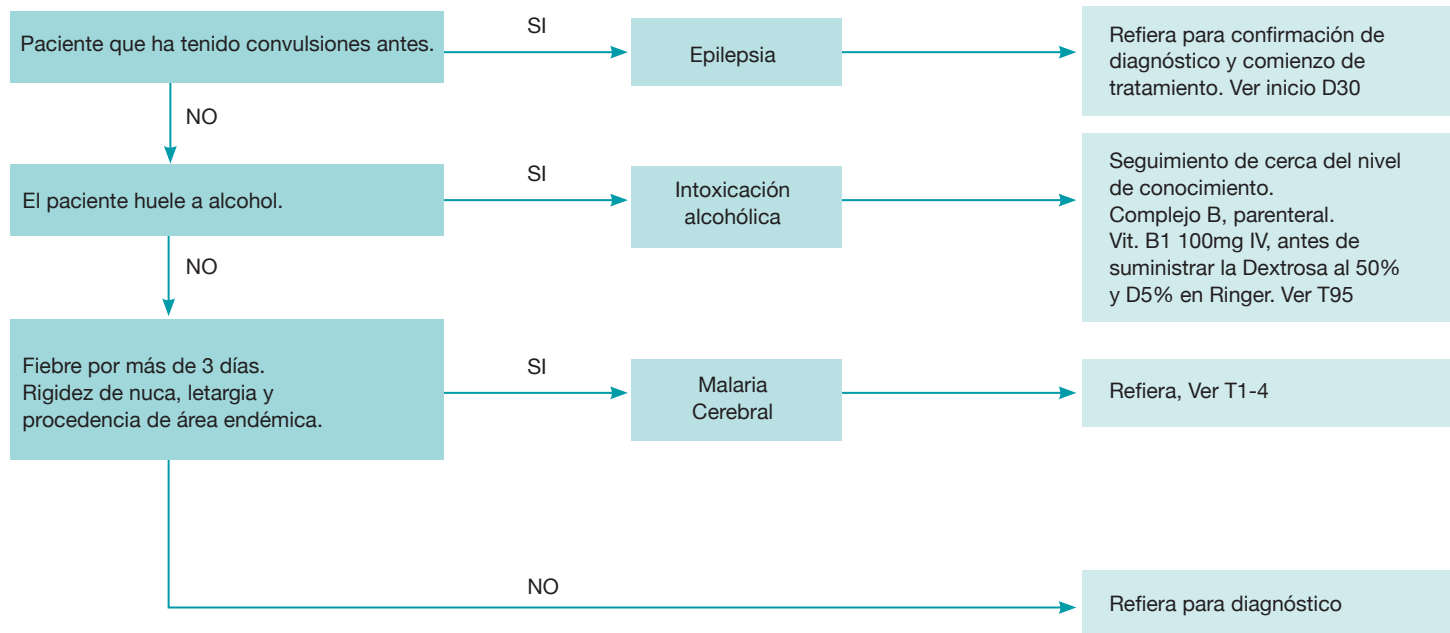 Paciente que ha tenido convulsiones antes.
SI
Epilepsia
Refiera para confirmación de
diagnóstico y comienzo de
tratamiento. Ver inicio D30
NO
El paciente huele a alcohol.
SI
Intoxicación
alcohólica
Seguimiento de cerca del nivel
de conocimiento.
Complejo B, parenteral.
Vit. B1 100mg IV, antes de
suministrar la Dextrosa al 50%
y D5% en Ringer. Ver T95
NO
Fiebre por más de 3 días.
Rigidez de nuca, letargia y
procedencia de área endémica.
SI
Malaria
Cerebral
Refiera, Ver T1-4
NO
Refiera para diagnóstico